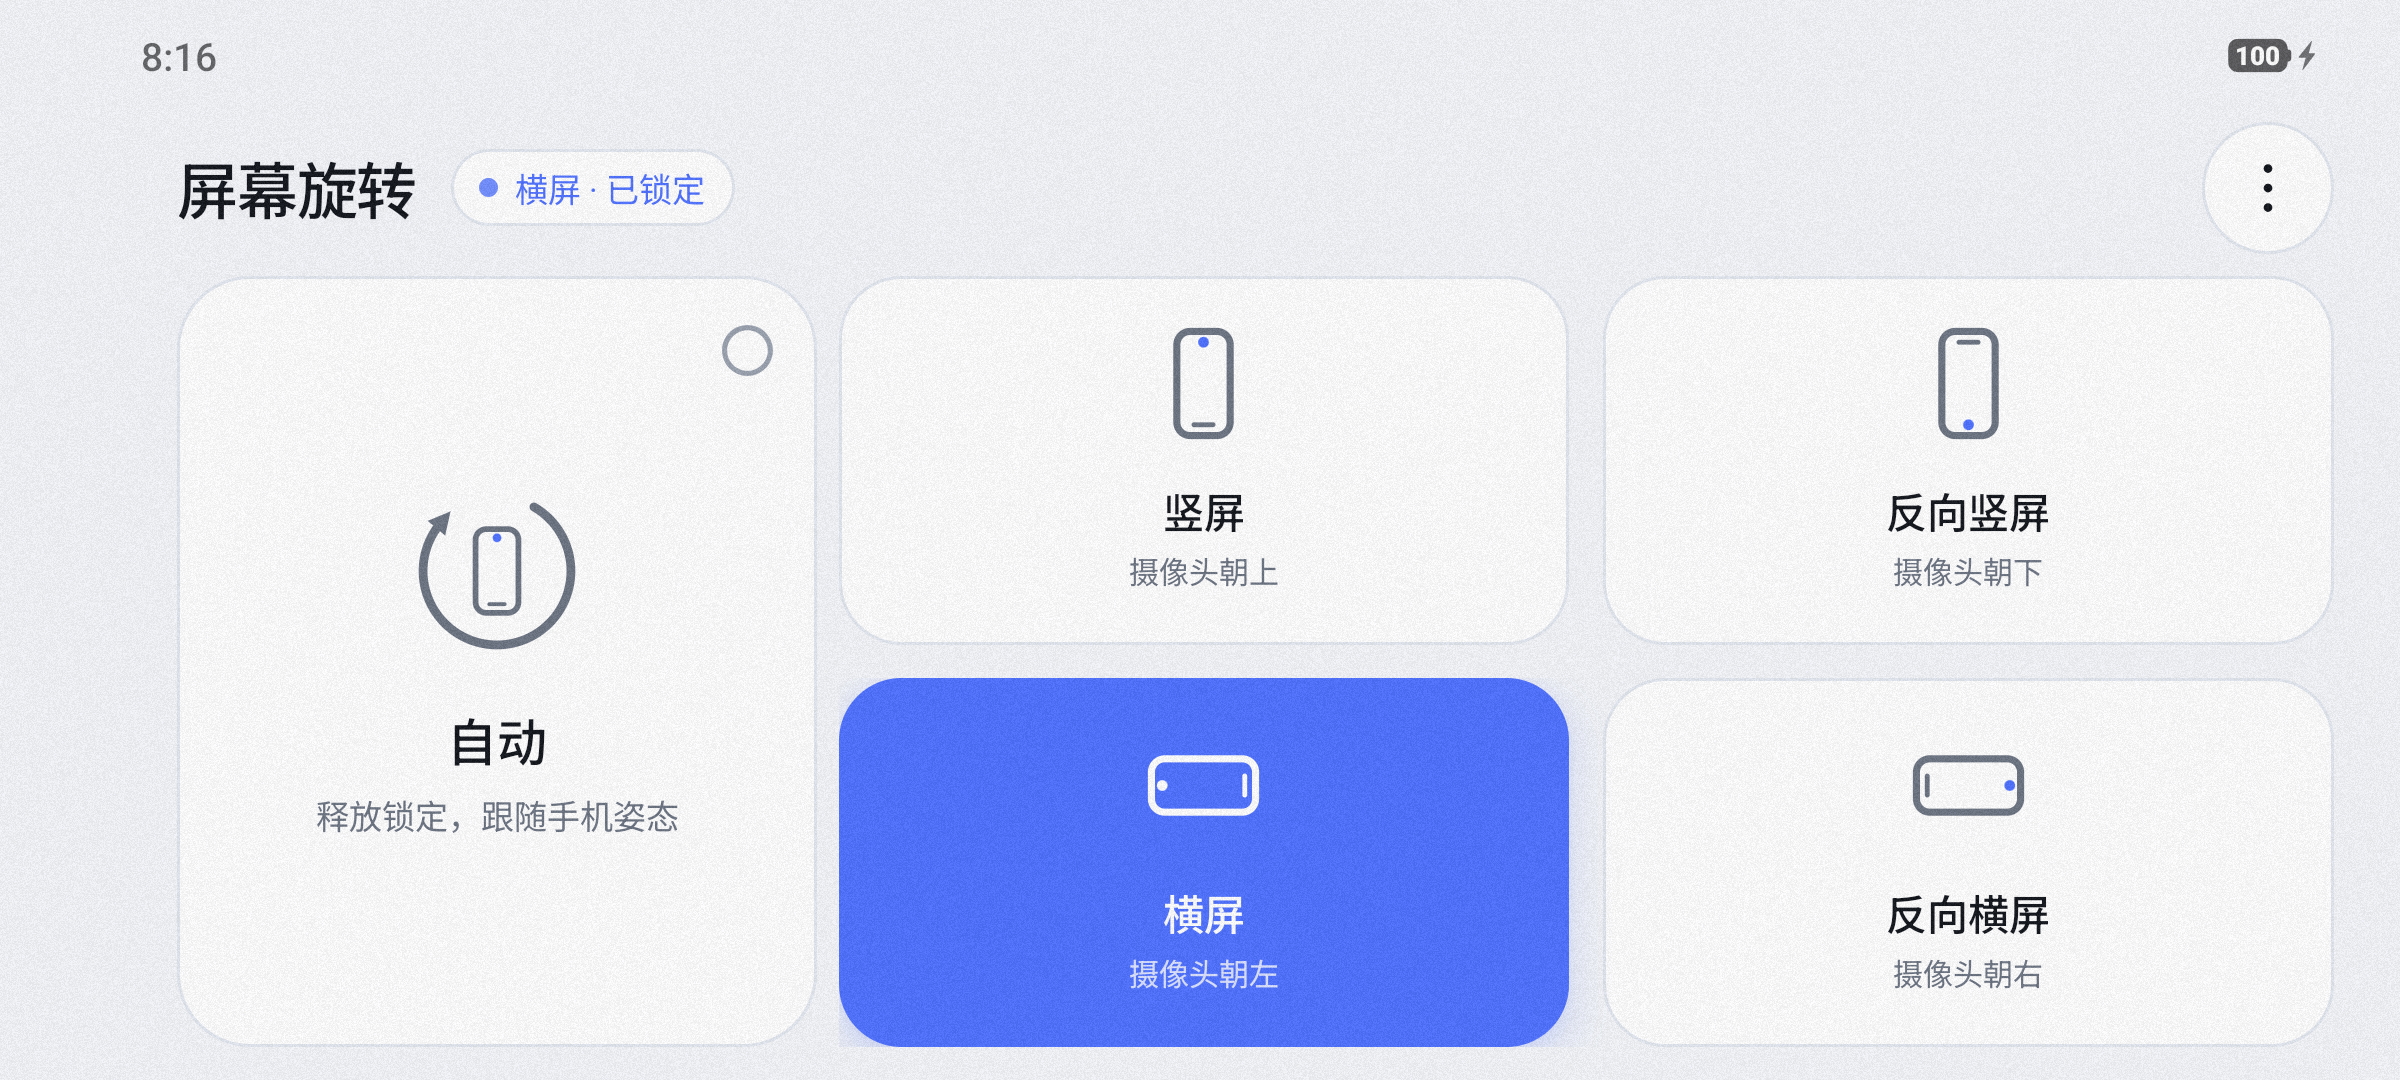 8:16
100
屏幕旋转
横屏 · 已锁定
自动
释放锁定，跟随手机姿态
竖屏
摄像头朝上
反向竖屏
摄像头朝下
横屏
摄像头朝左
反向横屏
摄像头朝右